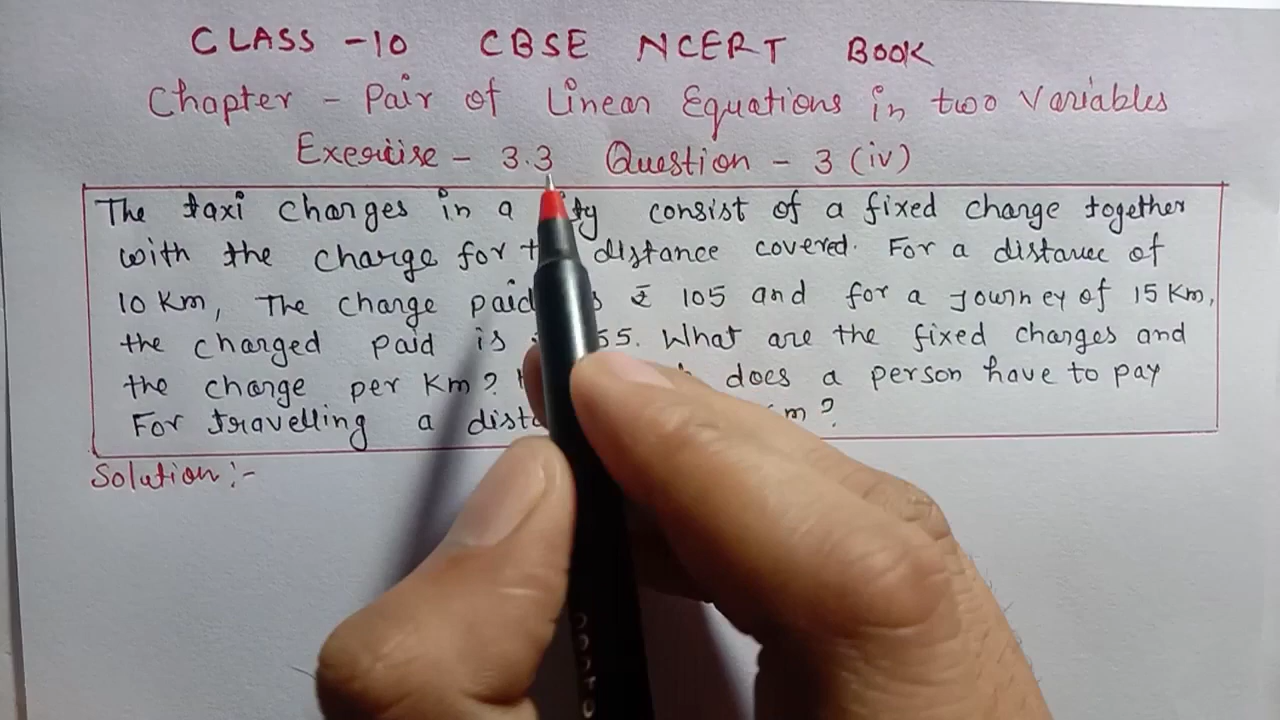 CLASS -10 CBSE NCERT BOOK
Chapter - Pair of Linear Equations in two variables
Exercise - 3.3 Question - 3 (iv)
The taxi charges in a consist of a fixed charge together
with the charge for distance covered. For a distance of
10 Km, The charge paid ₹ 105 and for a journey of 15 Km,
the charged paid is 55. What are the fixed charges and
the charge per Km? does a person have to pay
For travelling a ?
Solution :-